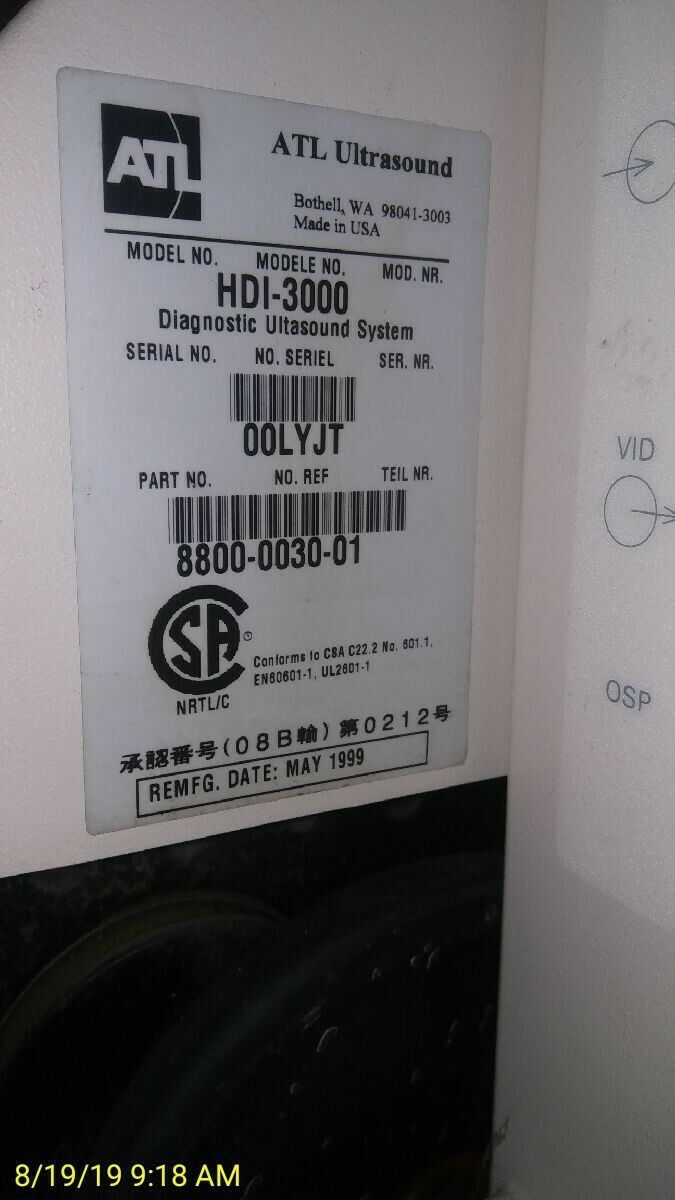 ATL
ATL Ultrasound
Bothell, WA 98041-3003
Made in USA
MODEL NO. MODELE NO. MOD. NR.
HDI-3000
Diagnostic Ultasound System
SERIAL NO. NO. SERIEL SER. NR.
00LYJT
PART NO. NO. REF TEIL NR.
8800-0030-01
CSA ®
NRTL/C
Conforms to CSA C22.2 No. 601.1,
EN60601-1, UL2601-1
承認番号(08B輸)第0212号
REMFG. DATE: MAY 1999
VID
OSP
8/19/19 9:18 AM